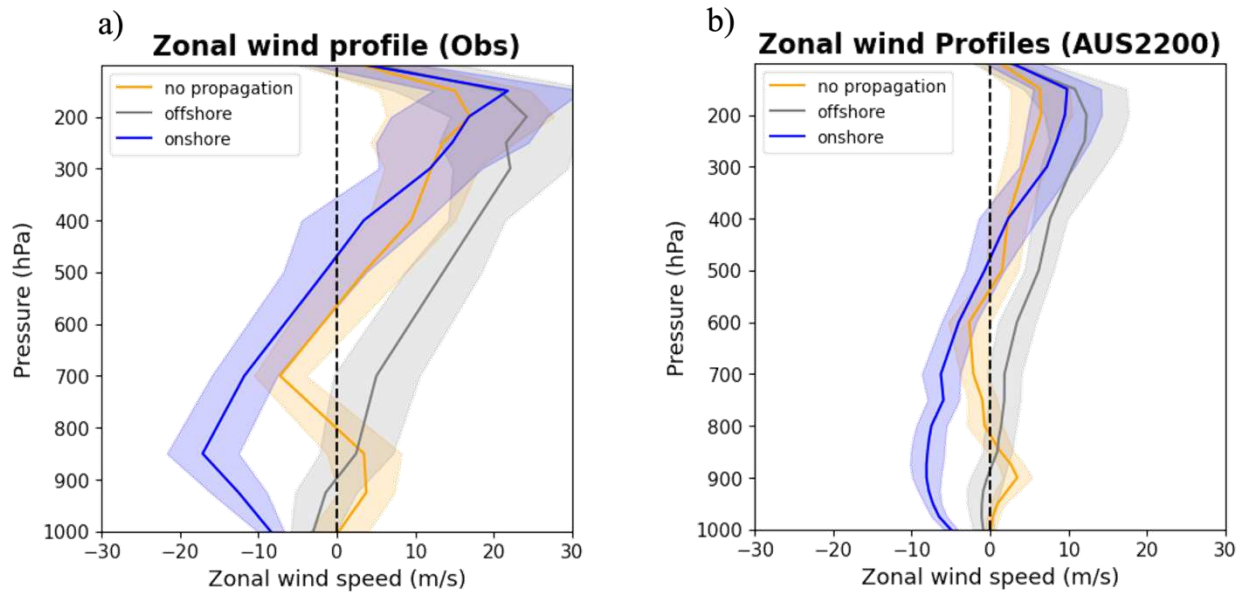 a)
Zonal wind profile (Obs)
no propagation
offshore
onshore
200
300
400
500
600
700
800
900
1000
Pressure (hPa)
−30
−20
−10
0
10
20
30
Zonal wind speed (m/s)
b)
Zonal wind Profiles (AUS2200)
no propagation
offshore
onshore
200
300
400
500
600
700
800
900
1000
Pressure (hPa)
−30
−20
−10
0
10
20
30
Zonal wind speed (m/s)